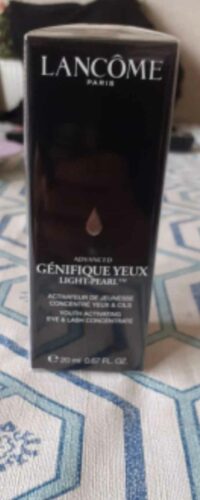 LANCÔME
PARIS
ADVANCED
GÉNIFIQUE YEUX
LIGHT-PEARL™
ACTIVATEUR DE JEUNESSE
CONCENTRÉ YEUX & CILS
YOUTH ACTIVATING
EYE & LASH CONCENTRATE
℮ 20 ml 0.67 FL. OZ.